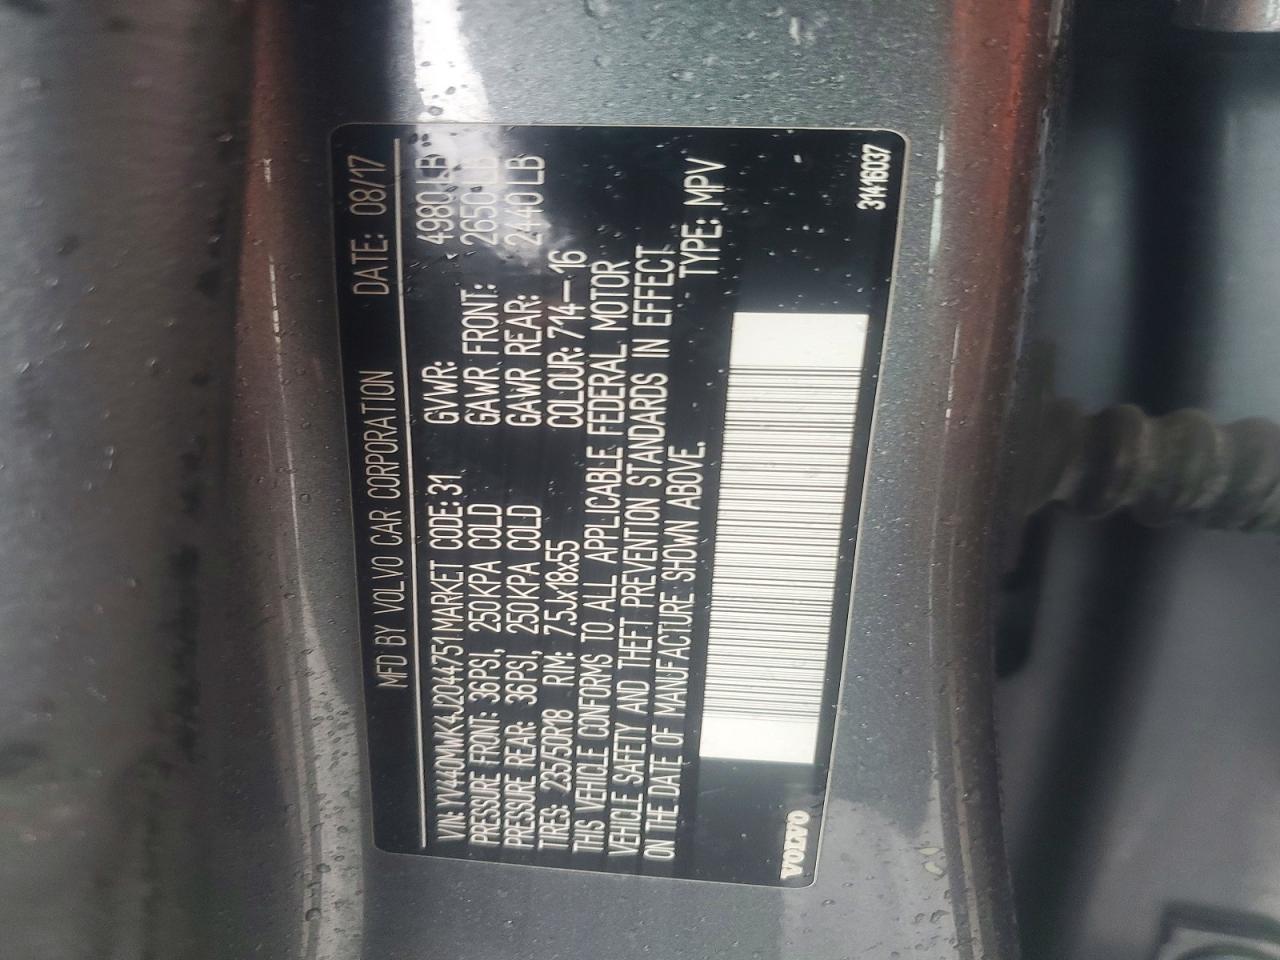 MFD BY VOLVO CAR CORPORATION DATE: 08/17
VIN: YV440MWK4J2044751 MARKET CODE: 31 GVWR: 4980 LB
PRESSURE FRONT: 36PSI, 250KPA COLD GAWR FRONT: 2650 LB
PRESSURE REAR: 36PSI, 250KPA COLD GAWR REAR: 2440 LB
TIRES: 235/50R18 RIM: 7.5Jx18x55 COLOUR: 714-16
THIS VEHICLE CONFORMS TO ALL APPLICABLE FEDERAL MOTOR
VEHICLE SAFETY AND THEFT PREVENTION STANDARDS IN EFFECT
ON THE DATE OF MANUFACTURE SHOWN ABOVE. TYPE: MPV
VOLVO
31416037